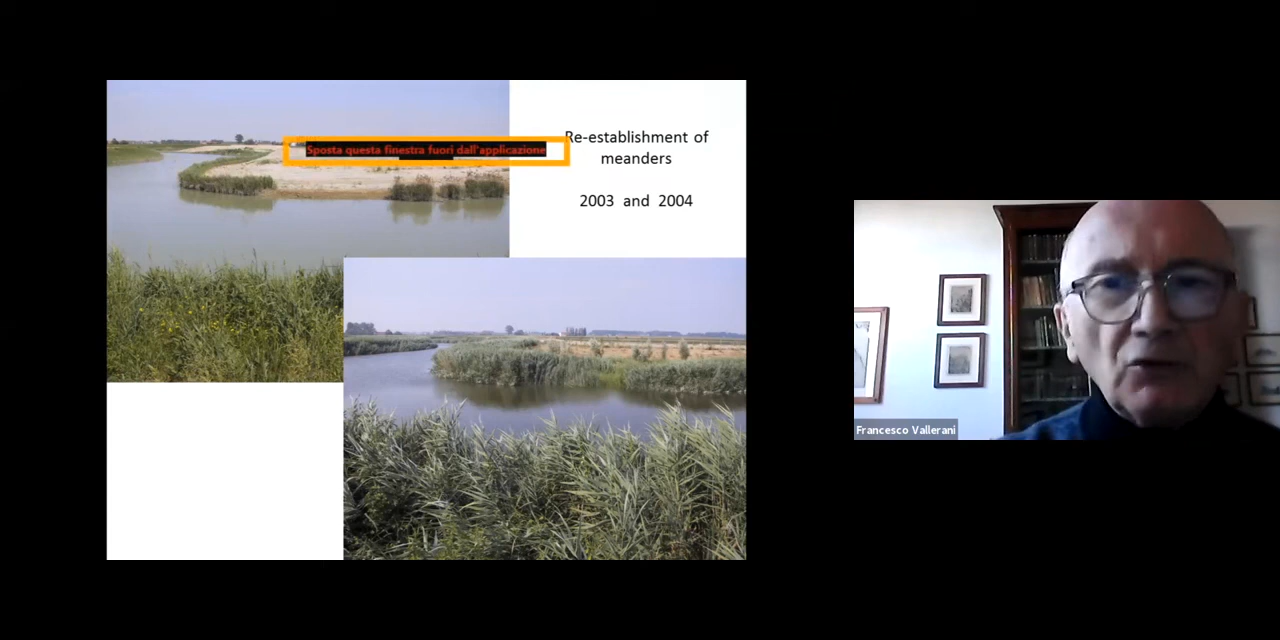 Sposta questa finestra fuori dall'applicazione
Re-establishment of
meanders
2003 and 2004
Francesco Vallerani